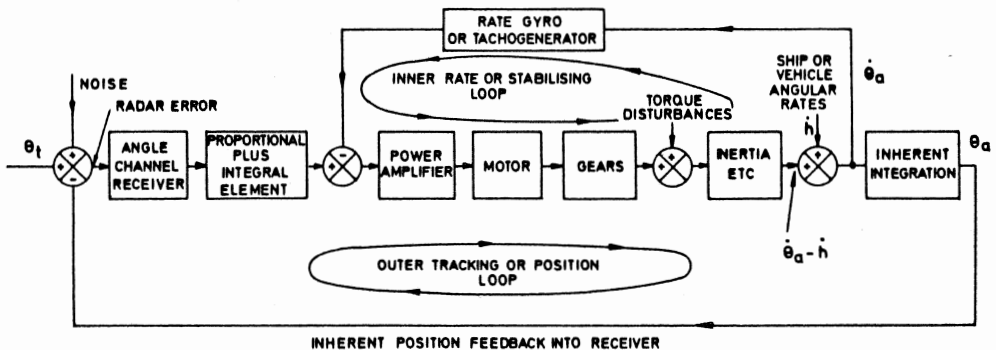 RATE GYRO
OR TACHOGENERATOR
NOISE
INNER RATE OR STABILISING
LOOP
SHIP OR
VEHICLE
ANGULAR
RATES
ḣ
θ̇a
RADAR ERROR
TORQUE
DISTURBANCES
θt
+
+
-
ANGLE
CHANNEL
RECEIVER
PROPORTIONAL
PLUS
INTEGRAL
ELEMENT
-
+
POWER
AMPLIFIER
MOTOR
GEARS
+
+
INERTIA
ETC
+
+
INHERENT
INTEGRATION
θa
θ̇a - ḣ
OUTER TRACKING OR POSITION
LOOP
INHERENT POSITION FEEDBACK INTO RECEIVER